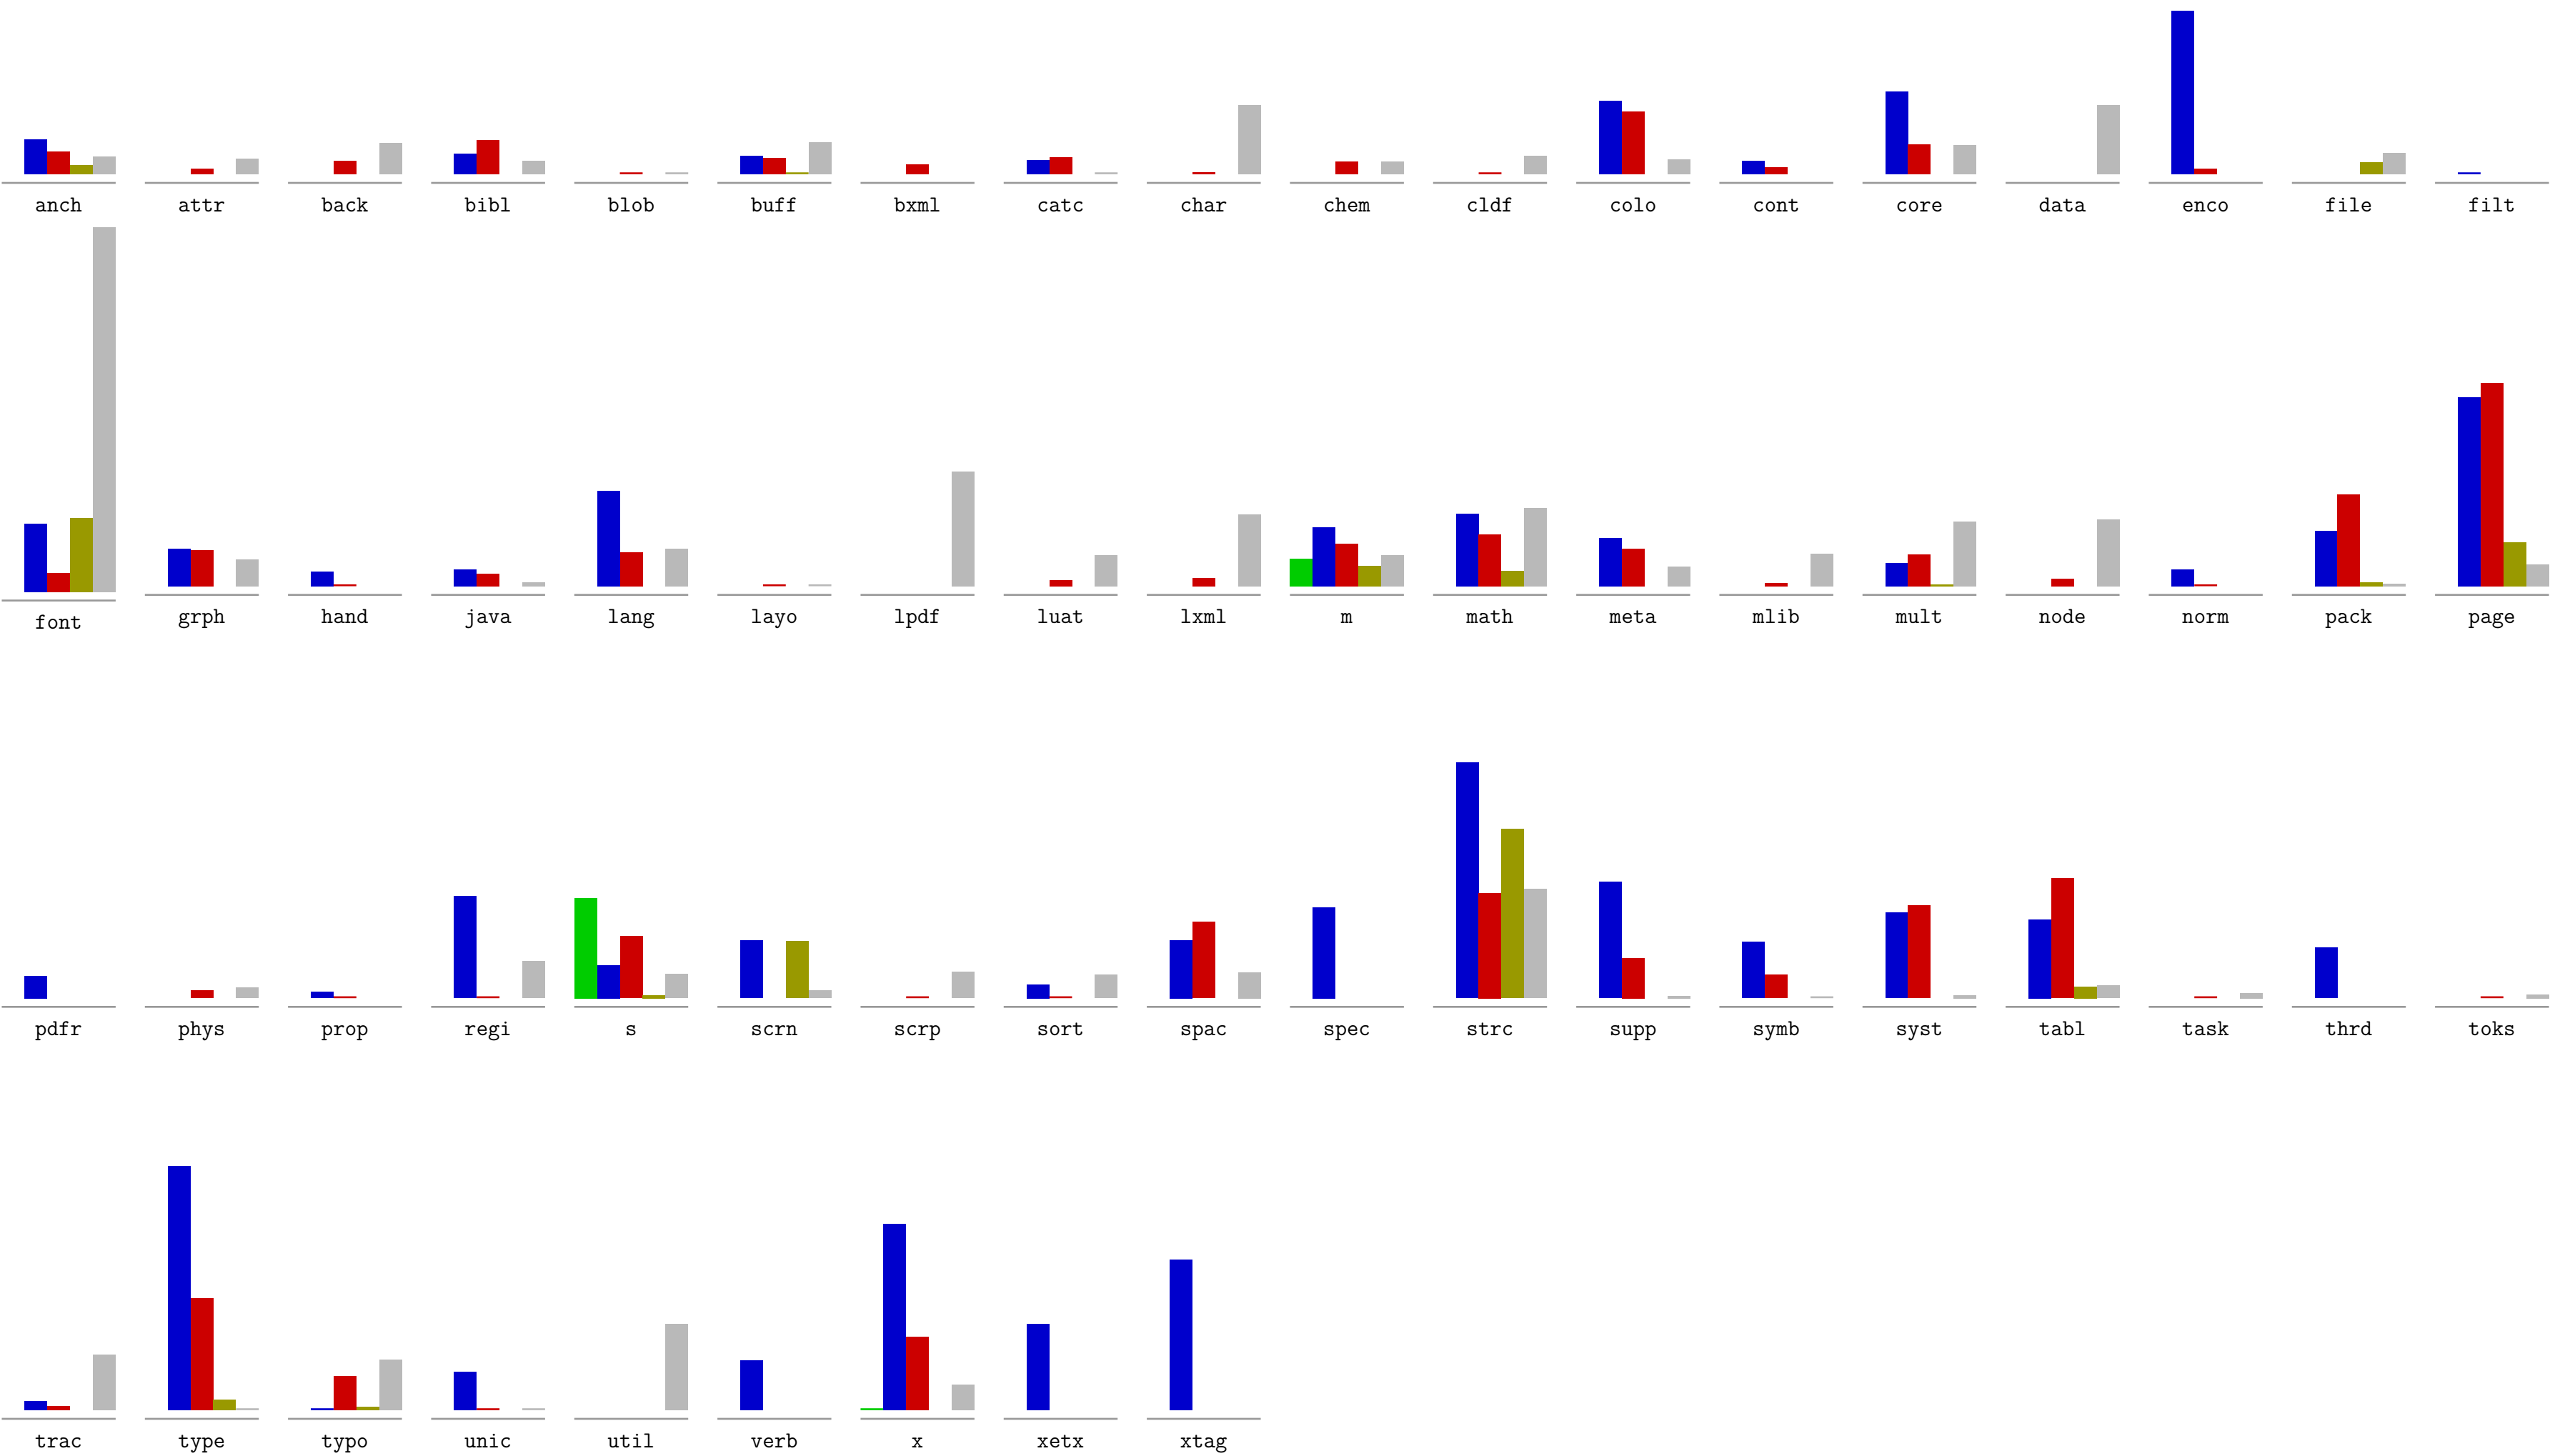 anch attr back bibl blob buff bxml catc char chem cldf colo cont core data enco file filt
font grph hand java lang layo lpdf luat lxml m math meta mlib mult node norm pack page
pdfr phys prop regi s scrn scrp sort spac spec strc supp symb syst tabl task thrd toks
trac type typo unic util verb x xetx xtag